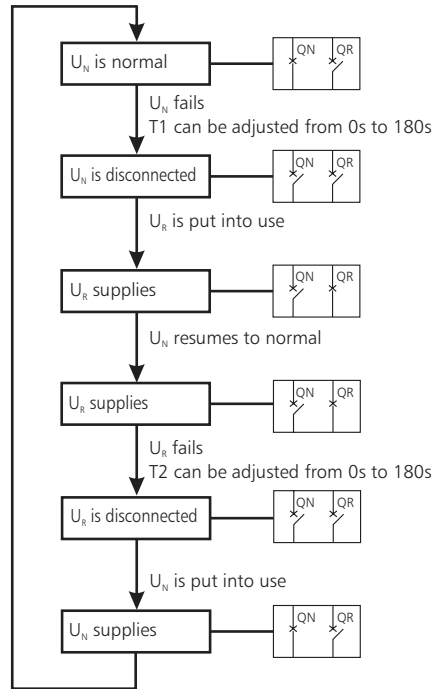 U_N is normal
QN QR
U_N fails
T1 can be adjusted from 0s to 180s
U_N is disconnected
QN QR
U_R is put into use
U_R supplies
QN QR
U_N resumes to normal
U_R supplies
QN QR
U_R fails
T2 can be adjusted from 0s to 180s
U_R is disconnected
QN QR
U_N is put into use
U_N supplies
QN QR